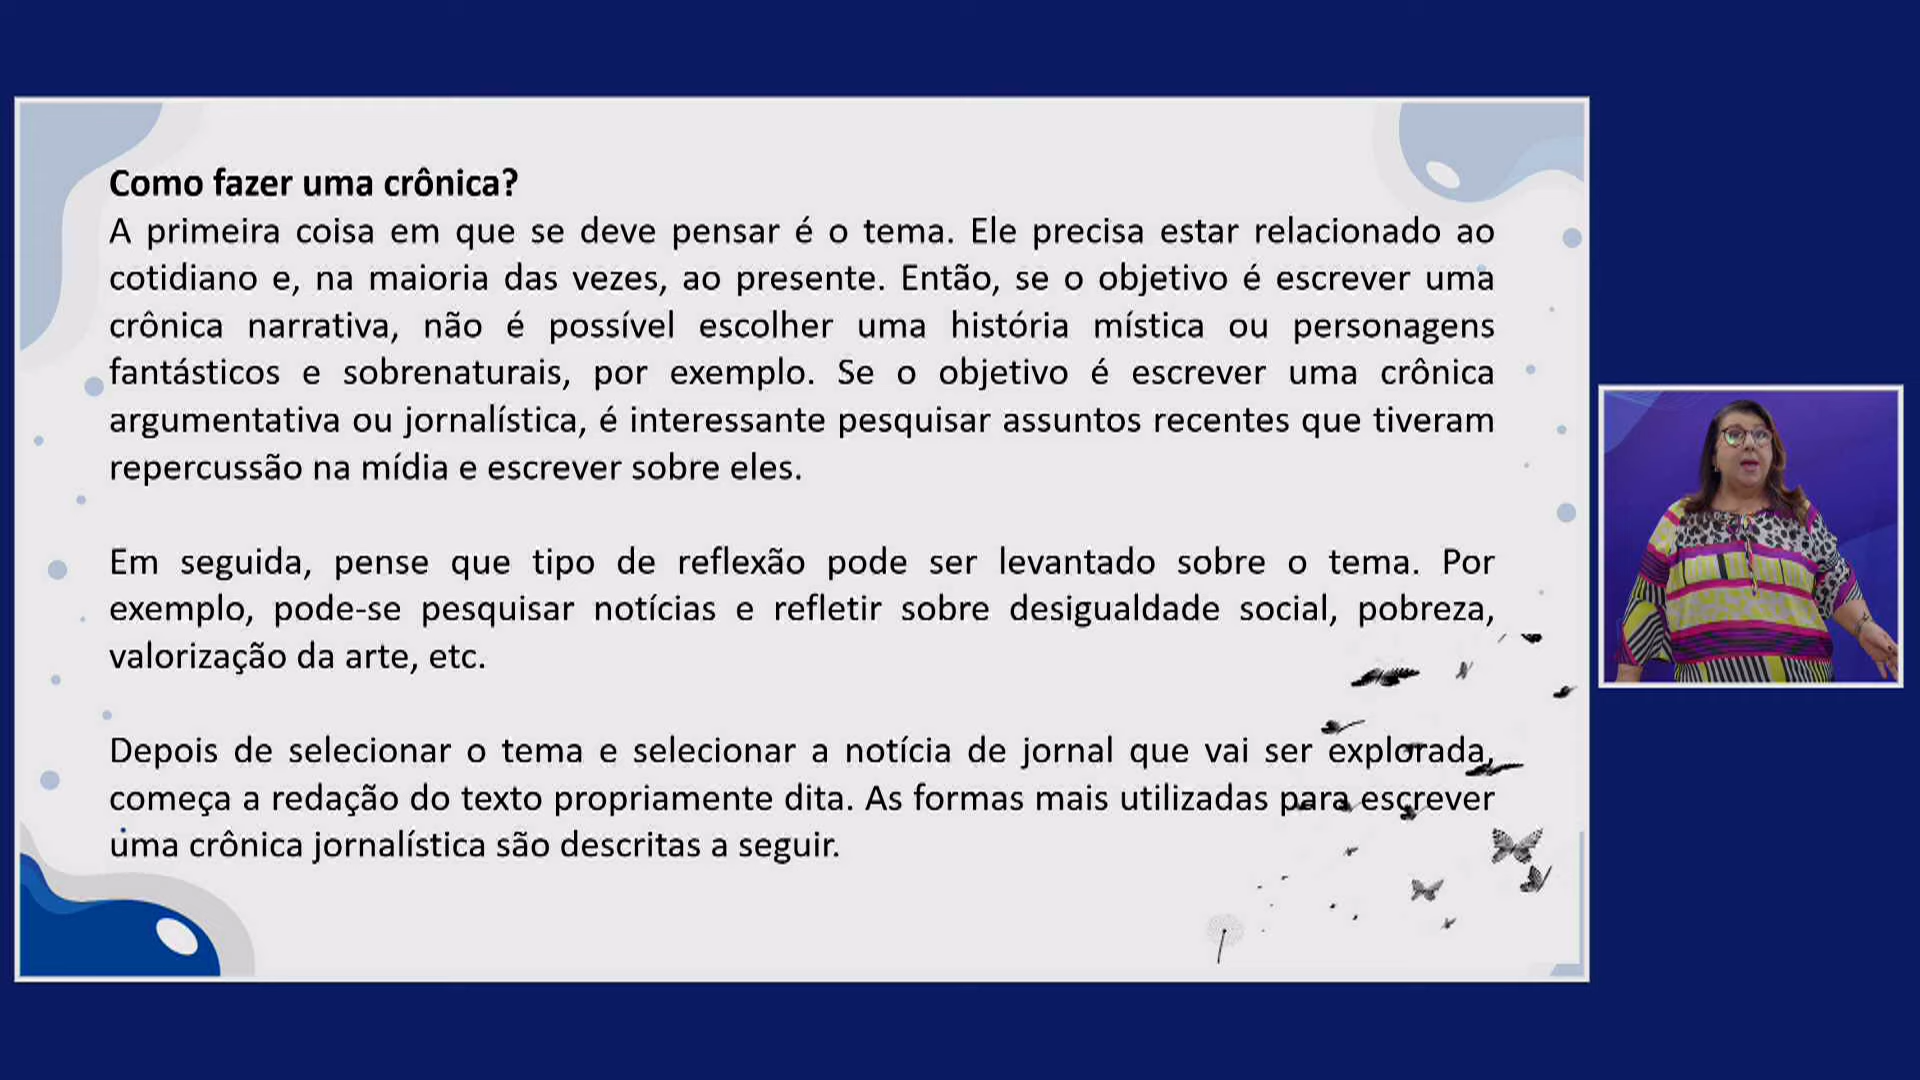 Como fazer uma crônica?
A primeira coisa em que se deve pensar é o tema. Ele precisa estar relacionado ao
cotidiano e, na maioria das vezes, ao presente. Então, se o objetivo é escrever uma
crônica narrativa, não é possível escolher uma história mística ou personagens
fantásticos e sobrenaturais, por exemplo. Se o objetivo é escrever uma crônica
argumentativa ou jornalística, é interessante pesquisar assuntos recentes que tiveram
repercussão na mídia e escrever sobre eles.
Em seguida, pense que tipo de reflexão pode ser levantado sobre o tema. Por
exemplo, pode-se pesquisar notícias e refletir sobre desigualdade social, pobreza,
valorização da arte, etc.
Depois de selecionar o tema e selecionar a notícia de jornal que vai ser explorada,
começa a redação do texto propriamente dita. As formas mais utilizadas para escrever
uma crônica jornalística são descritas a seguir.